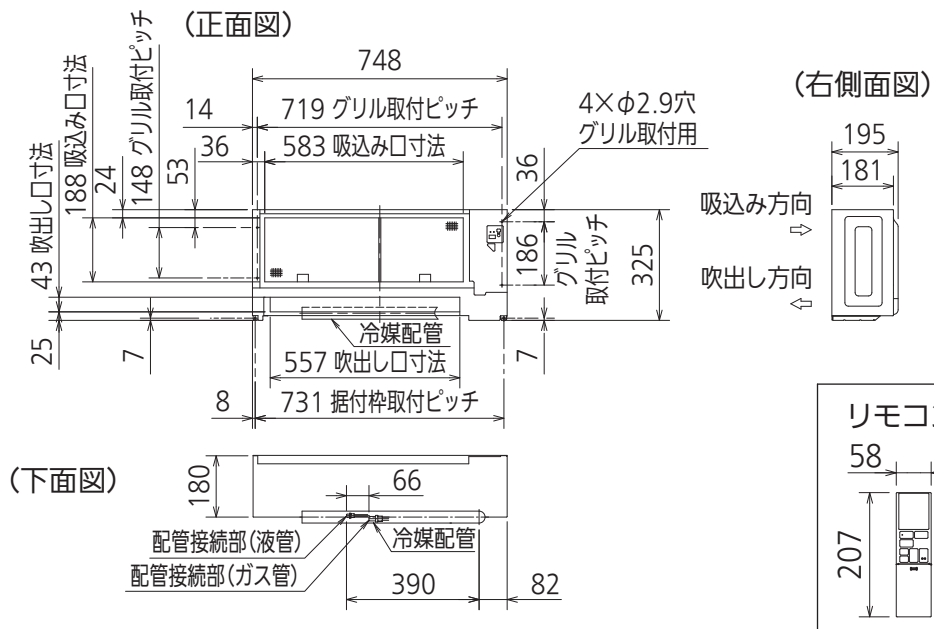 (正面図)
748
14
719 グリル取付ピッチ
36
583 吸込み口寸法
4×φ2.9穴
グリル取付用
43 吹出し口寸法
188 吸込み口寸法
24
148 グリル取付ピッチ
53
36
186
グリル
取付ピッチ
325
25
7
冷媒配管
557 吹出し口寸法
7
8
731 据付枠取付ピッチ
(右側面図)
195
181
吸込み方向
吹出し方向
(下面図)
180
66
配管接続部(液管)
冷媒配管
配管接続部(ガス管)
390
82
リモコ
58
207